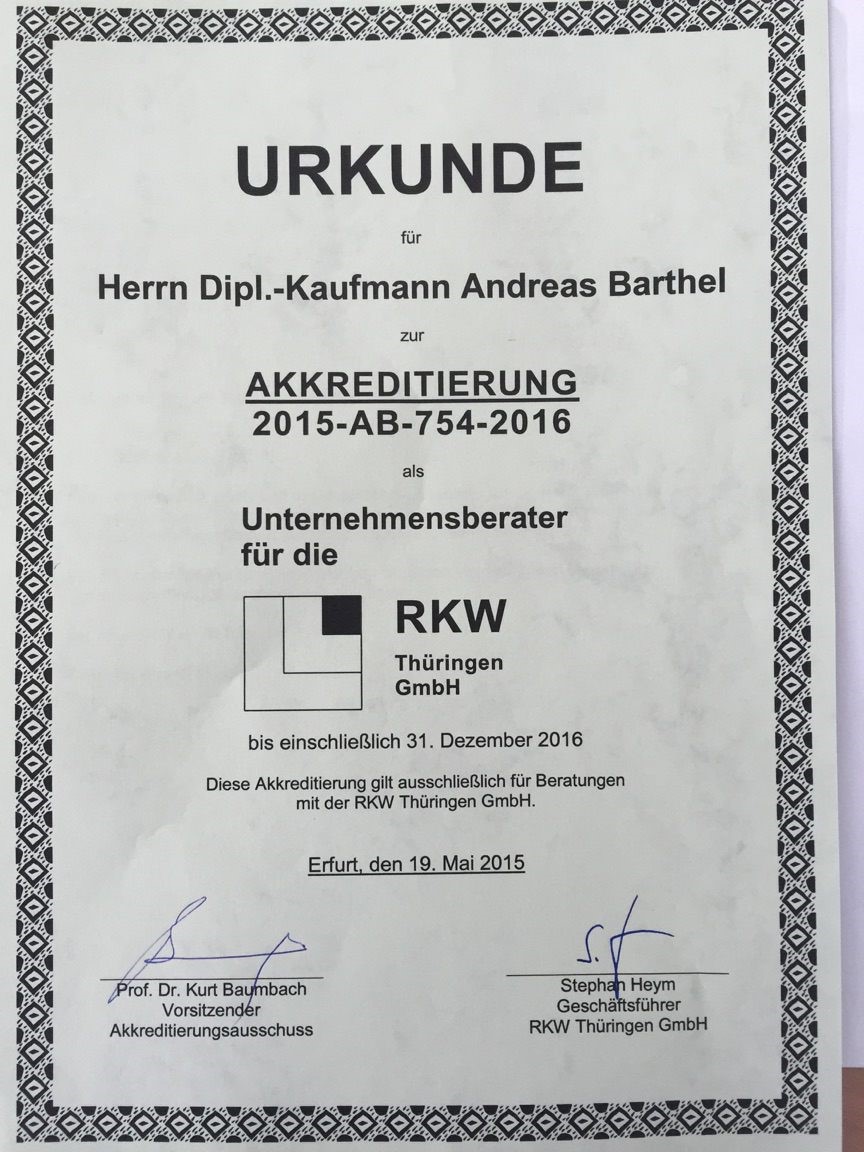 URKUNDE
für
Herrn Dipl.-Kaufmann Andreas Barthel
zur
AKKREDITIERUNG
2015-AB-754-2016
als
Unternehmensberater
für die
RKW
Thüringen
GmbH
bis einschließlich 31. Dezember 2016
Diese Akkreditierung gilt ausschließlich für Beratungen
mit der RKW Thüringen GmbH.
Erfurt, den 19. Mai 2015
Prof. Dr. Kurt Baumbach
Vorsitzender
Akkreditierungsausschuss
Stephan Heym
Geschäftsführer
RKW Thüringen GmbH